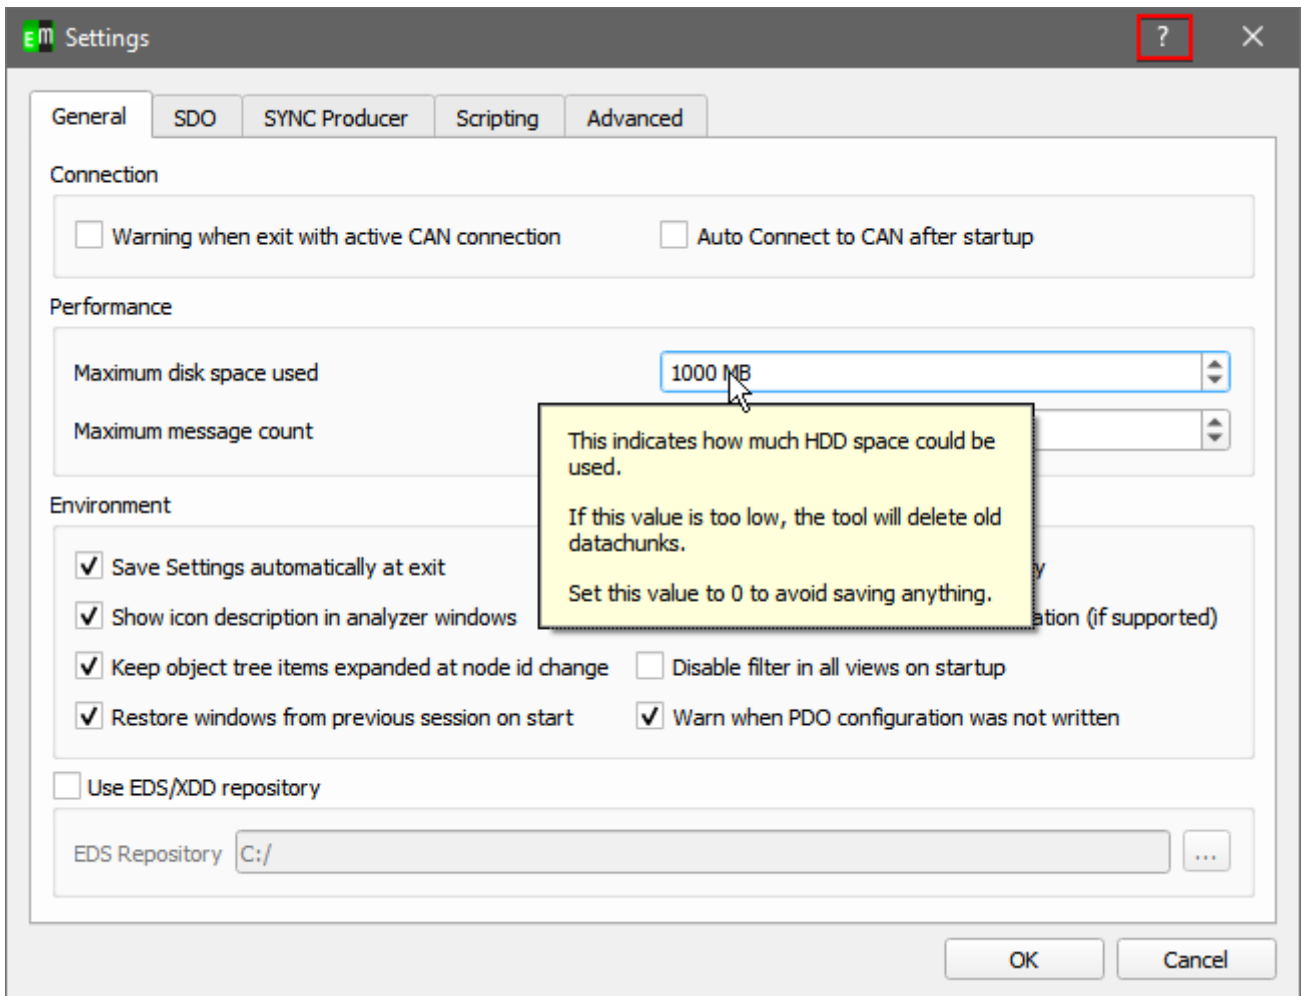 EM Settings ?
General SDO SYNC Producer Scripting Advanced
Connection
Warning when exit with active CAN connection Auto Connect to CAN after startup
Performance
Maximum disk space used 1000 MB
Maximum message count
This indicates how much HDD space could be
used.
If this value is too low, the tool will delete old
datachunks.
Set this value to 0 to avoid saving anything.
Environment
Save Settings automatically at exit
Show icon description in analyzer windows (if supported)
Keep object tree items expanded at node id change Disable filter in all views on startup
Restore windows from previous session on start Warn when PDO configuration was not written
Use EDS/XDD repository
EDS Repository C:/ ...
OK Cancel